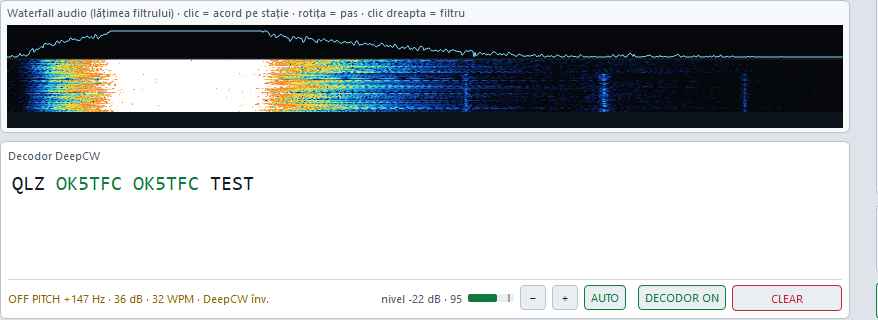 Waterfall audio (lățimea filtrului) · clic = acord pe stație · rotița = pas · clic dreapta = filtru
Decodor DeepCW
QLZ OK5TFC OK5TFC TEST
OFF PITCH +147 Hz · 36 dB · 32 WPM · DeepCW înv. nivel -22 dB · 95 − + AUTO DECODOR ON CLEAR